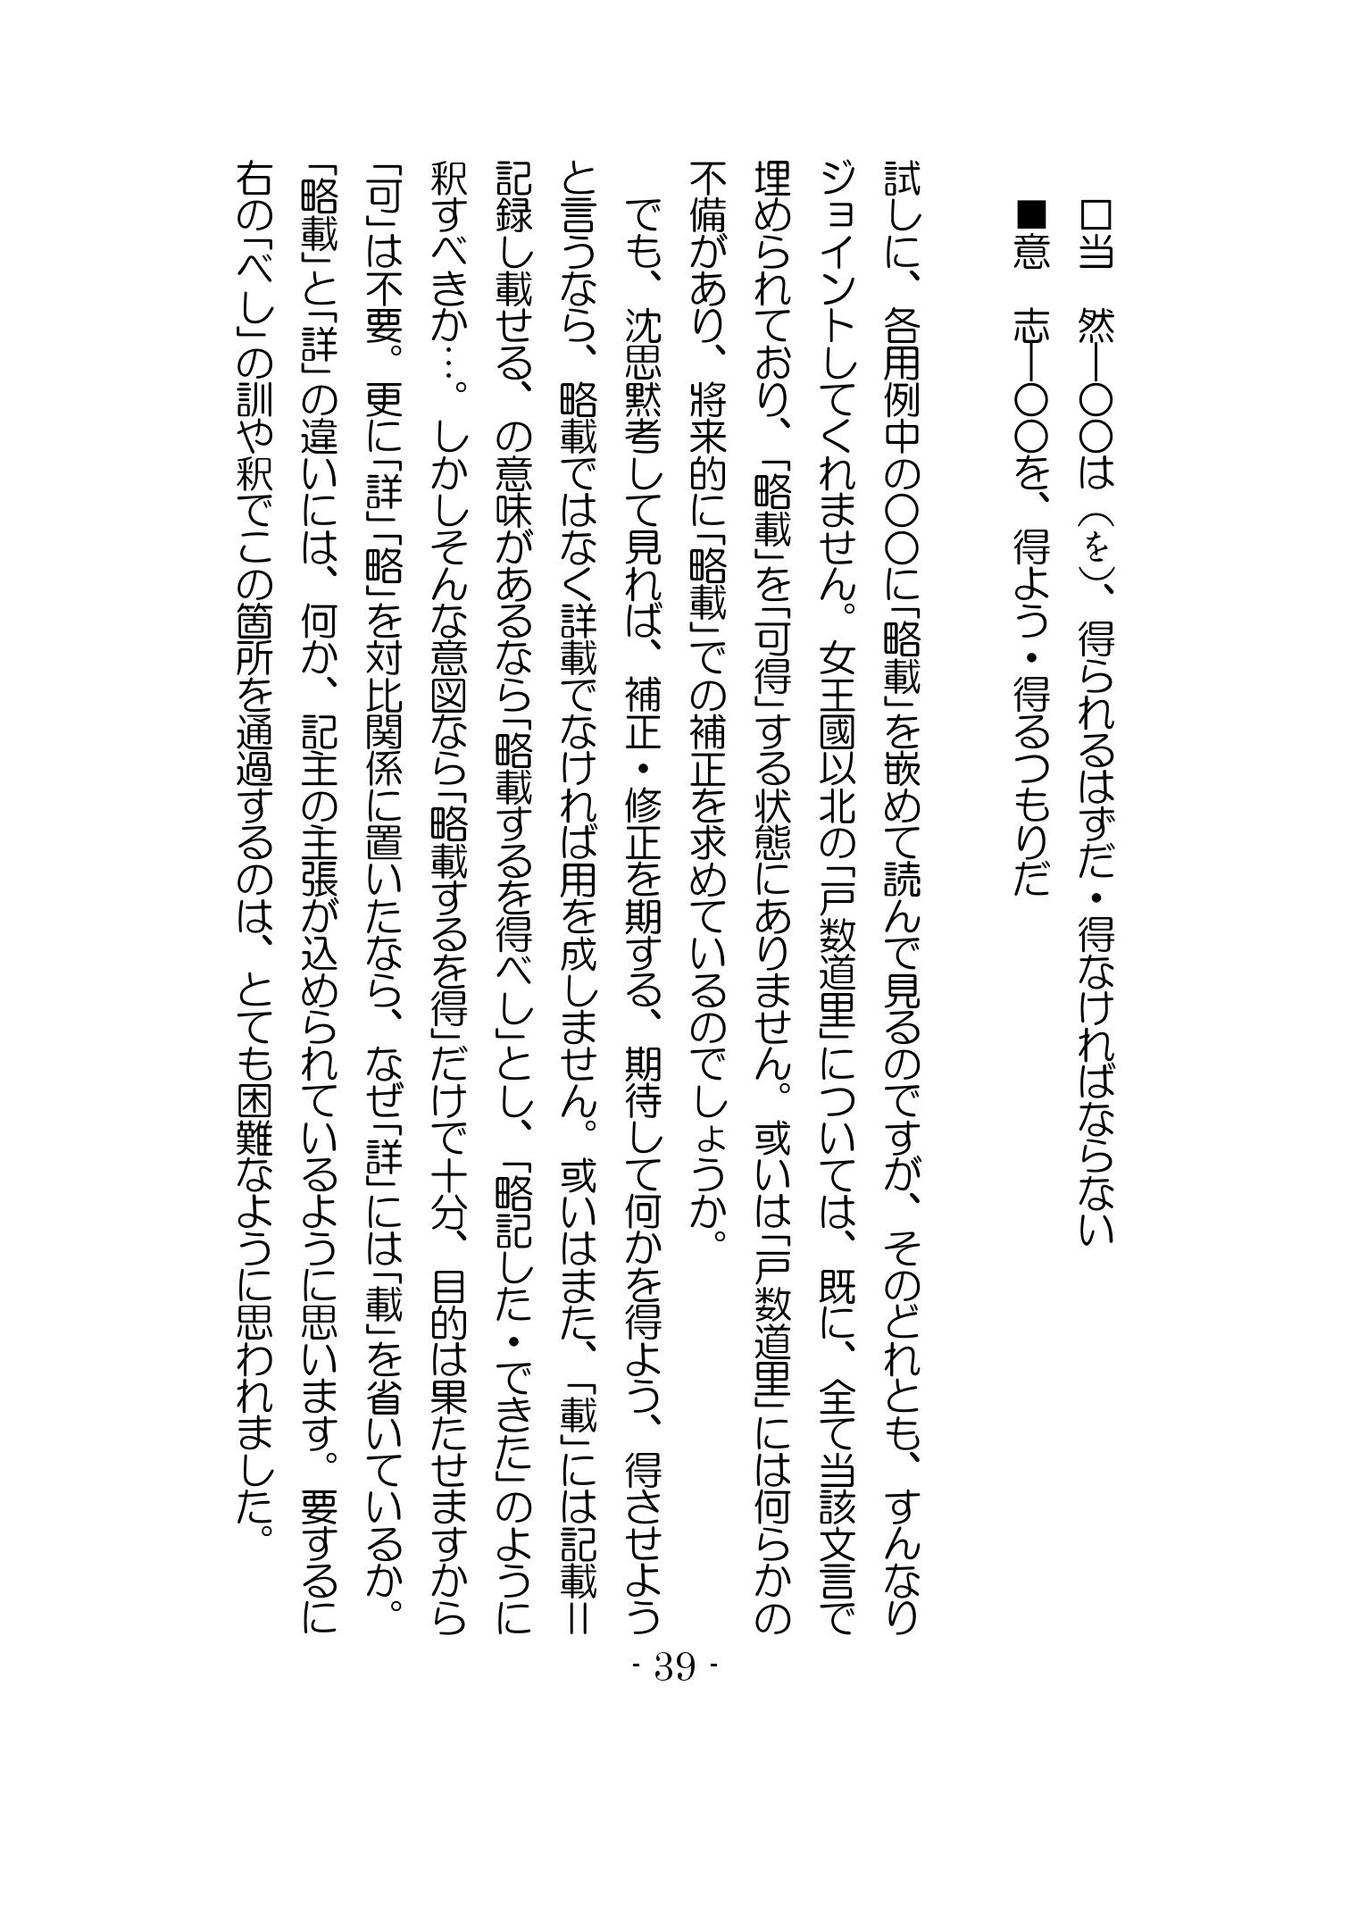 □当　然―〇〇は（を）、得られるはずだ・得なければならない
■意　志―〇〇を、得よう・得るつもりだ
試しに、各用例中の〇〇に「略載」を嵌めて読んで見るのですが、そのどれとも、すんなり
ジョイントしてくれません。女王國以北の「戸数道里」については、既に、全て当該文言で
埋められており、「略載」を「可得」する状態にありません。或いは「戸数道里」には何らかの
不備があり、将来的に「略載」での補正を求めているのでしょうか。
でも、沈思黙考して見れば、補正・修正を期する、期待して何かを得よう、得させよう
と言うなら、略載ではなく詳載でなければ用を成しません。或いはまた、「載」には記載＝
記録し載せる、の意味があるなら「略載するを得べし」とし、「略記した・できた」のように
釈すべきか…。しかしそんな意図なら「略載するを得」だけで十分、目的は果たせますから
「可」は不要。更に「詳」「略」を対比関係に置いたなら、なぜ「詳」には「載」を省いているか。
「略載」と「詳」の違いには、何か、記主の主張が込められているように思います。要するに
右の「べし」の訓や釈でこの箇所を通過するのは、とても困難なように思われました。
- 39 -